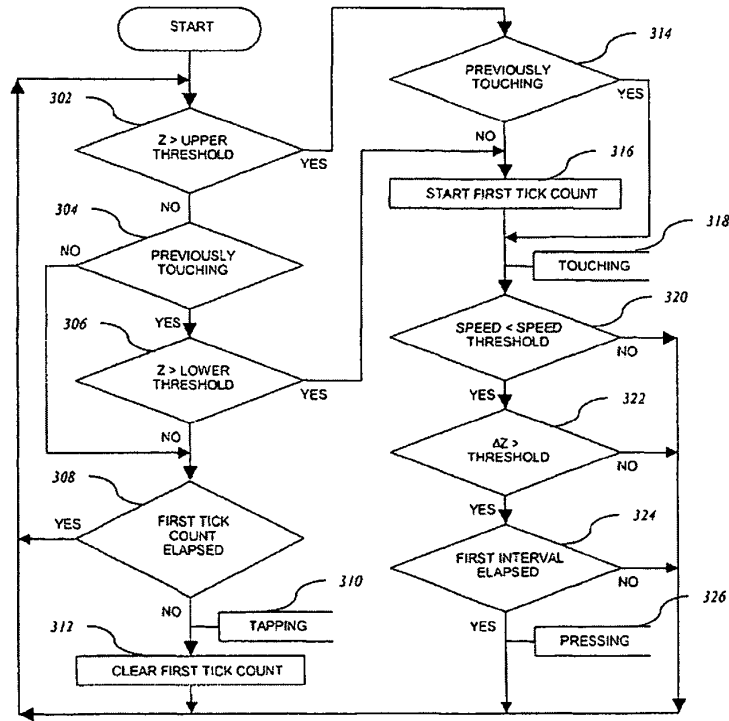 START
302
Z > UPPER
THRESHOLD
YES
NO
304
PREVIOUSLY
TOUCHING
NO
YES
306
Z > LOWER
THRESHOLD
YES
NO
308
FIRST TICK
COUNT
ELAPSED
YES
NO
310
TAPPING
312
CLEAR FIRST TICK COUNT
314
PREVIOUSLY
TOUCHING
YES
NO
316
START FIRST TICK COUNT
318
TOUCHING
320
SPEED < SPEED
THRESHOLD
NO
YES
322
ΔZ >
THRESHOLD
NO
YES
324
FIRST INTERVAL
ELAPSED
NO
YES
326
PRESSING